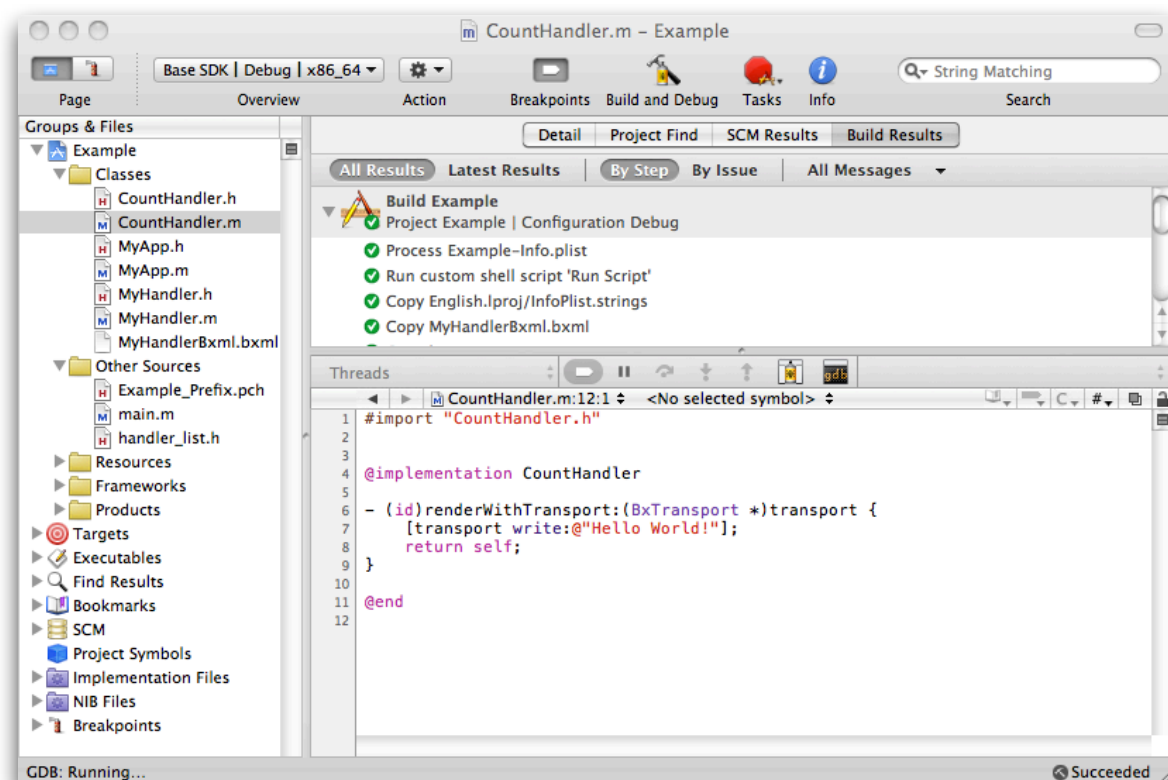 CountHandler.m – Example
Base SDK | Debug | x86_64
String Matching
Page
Overview
Action
Breakpoints
Build and Debug
Tasks
Info
Search
Groups & Files
Example
Classes
CountHandler.h
CountHandler.m
MyApp.h
MyApp.m
MyHandler.h
MyHandler.m
MyHandlerBxml.bxml
Other Sources
Example_Prefix.pch
main.m
handler_list.h
Resources
Frameworks
Products
Targets
Executables
Find Results
Bookmarks
SCM
Project Symbols
Implementation Files
NIB Files
Breakpoints
Detail
Project Find
SCM Results
Build Results
All Results
Latest Results
By Step
By Issue
All Messages
Build Example
Project Example | Configuration Debug
Process Example-Info.plist
Run custom shell script 'Run Script'
Copy English.lproj/InfoPlist.strings
Copy MyHandlerBxml.bxml
Threads
gdb
CountHandler.m:12:1 <No selected symbol>
C
#
1 #import "CountHandler.h"
2
3
4 @implementation CountHandler
5
6 - (id)renderWithTransport:(BxTransport *)transport {
7     [transport write:@"Hello World!"];
8     return self;
9 }
10
11 @end
12
GDB: Running...
Succeeded